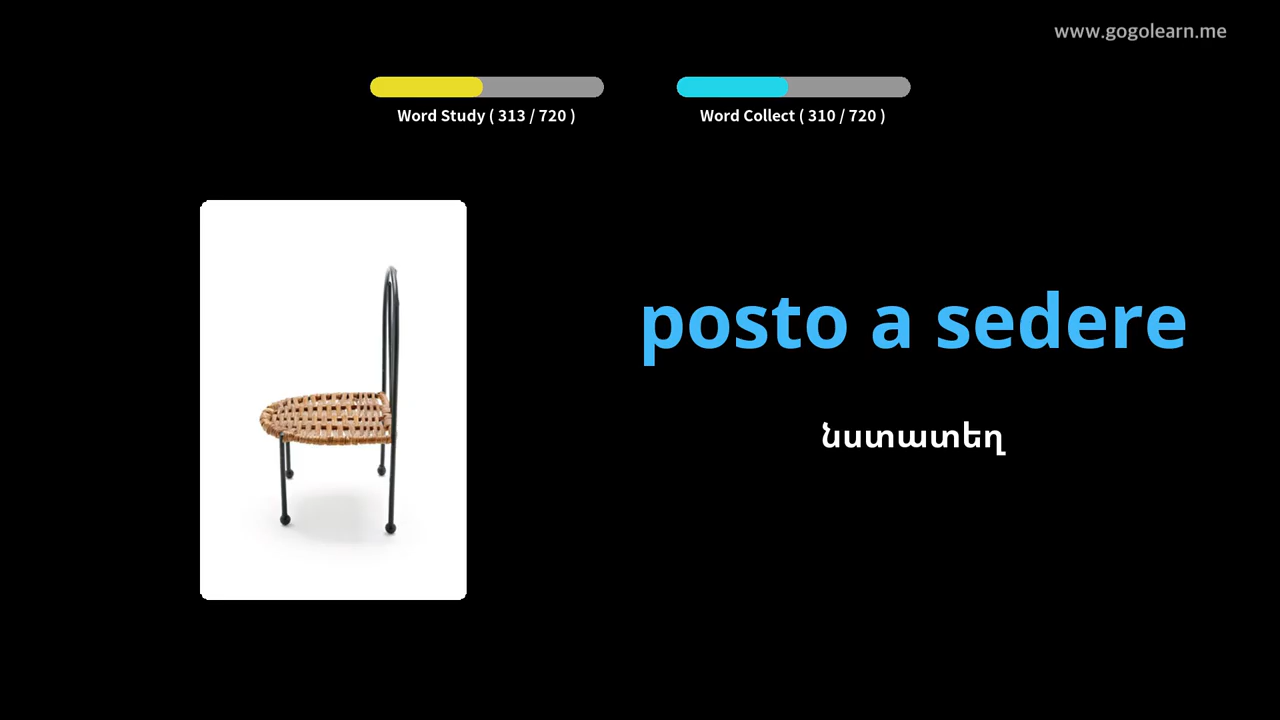 www.gogolearn.me
Word Study ( 313 / 720 )
Word Collect ( 310 / 720 )
posto a sedere
նստատեղ